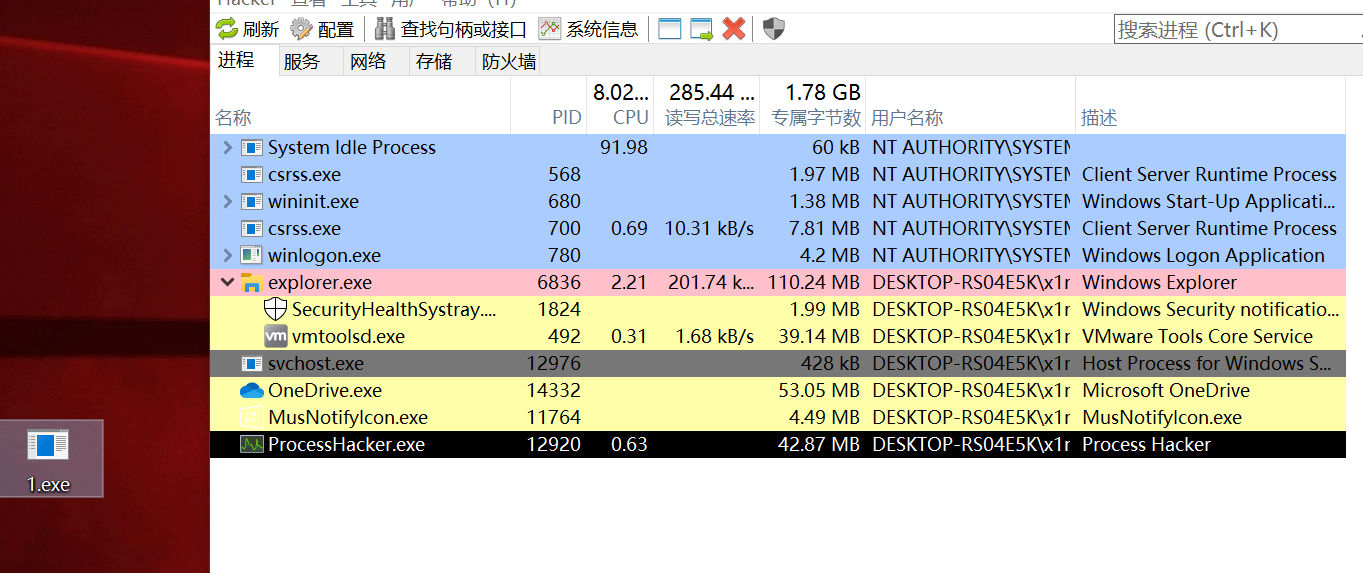 Hacker 查看 工具 用户 帮助 (H)
刷新 配置 查找句柄或接口 系统信息 搜索进程 (Ctrl+K)
进程 服务 网络 存储 防火墙
8.02... 285.44 ... 1.78 GB
名称 PID CPU 读写总速率 专属字节数 用户名称 描述
System Idle Process 91.98 60 kB NT AUTHORITY\SYSTEM
csrss.exe 568 1.97 MB NT AUTHORITY\SYSTEM Client Server Runtime Process
wininit.exe 680 1.38 MB NT AUTHORITY\SYSTEM Windows Start-Up Applicati...
csrss.exe 700 0.69 10.31 kB/s 7.81 MB NT AUTHORITY\SYSTEM Client Server Runtime Process
winlogon.exe 780 4.2 MB NT AUTHORITY\SYSTEM Windows Logon Application
explorer.exe 6836 2.21 201.74 k... 110.24 MB DESKTOP-RS04E5K\x1r Windows Explorer
SecurityHealthSystray.... 1824 1.99 MB DESKTOP-RS04E5K\x1r Windows Security notificatio...
vm vmtoolsd.exe 492 0.31 1.68 kB/s 39.14 MB DESKTOP-RS04E5K\x1r VMware Tools Core Service
svchost.exe 12976 428 kB DESKTOP-RS04E5K\x1r Host Process for Windows S...
OneDrive.exe 14332 53.05 MB DESKTOP-RS04E5K\x1r Microsoft OneDrive
MusNotifyIcon.exe 11764 4.49 MB DESKTOP-RS04E5K\x1r MusNotifyIcon.exe
ProcessHacker.exe 12920 0.63 42.87 MB DESKTOP-RS04E5K\x1r Process Hacker
1.exe